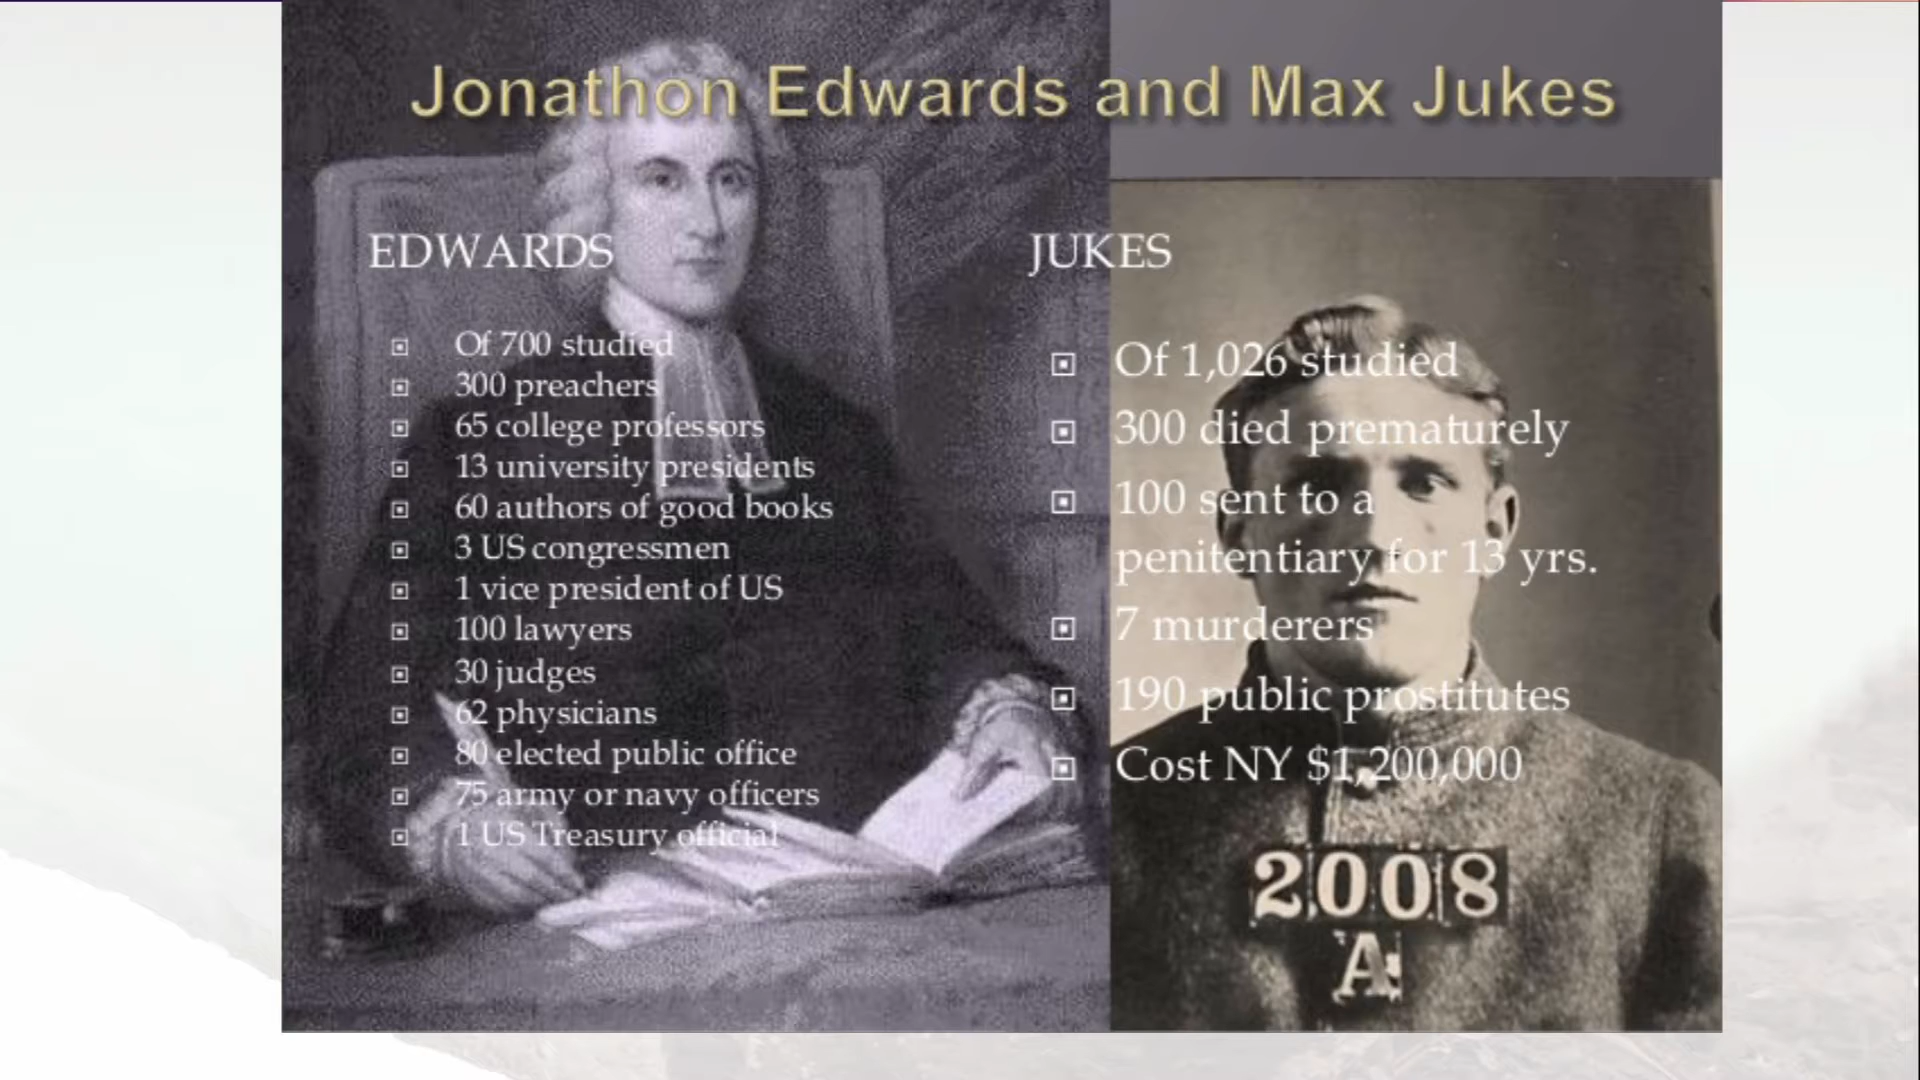 Jonathon Edwards and Max Jukes
EDWARDS
Of 700 studied
300 preachers
65 college professors
13 university presidents
60 authors of good books
3 US congressmen
1 vice president of US
100 lawyers
30 judges
62 physicians
80 elected public office
75 army or navy officers
1 US Treasury official
JUKES
Of 1,026 studied
300 died prematurely
100 sent to a
penitentiary for 13 yrs.
7 murderers
190 public prostitutes
Cost NY $1,200,000
2008
A